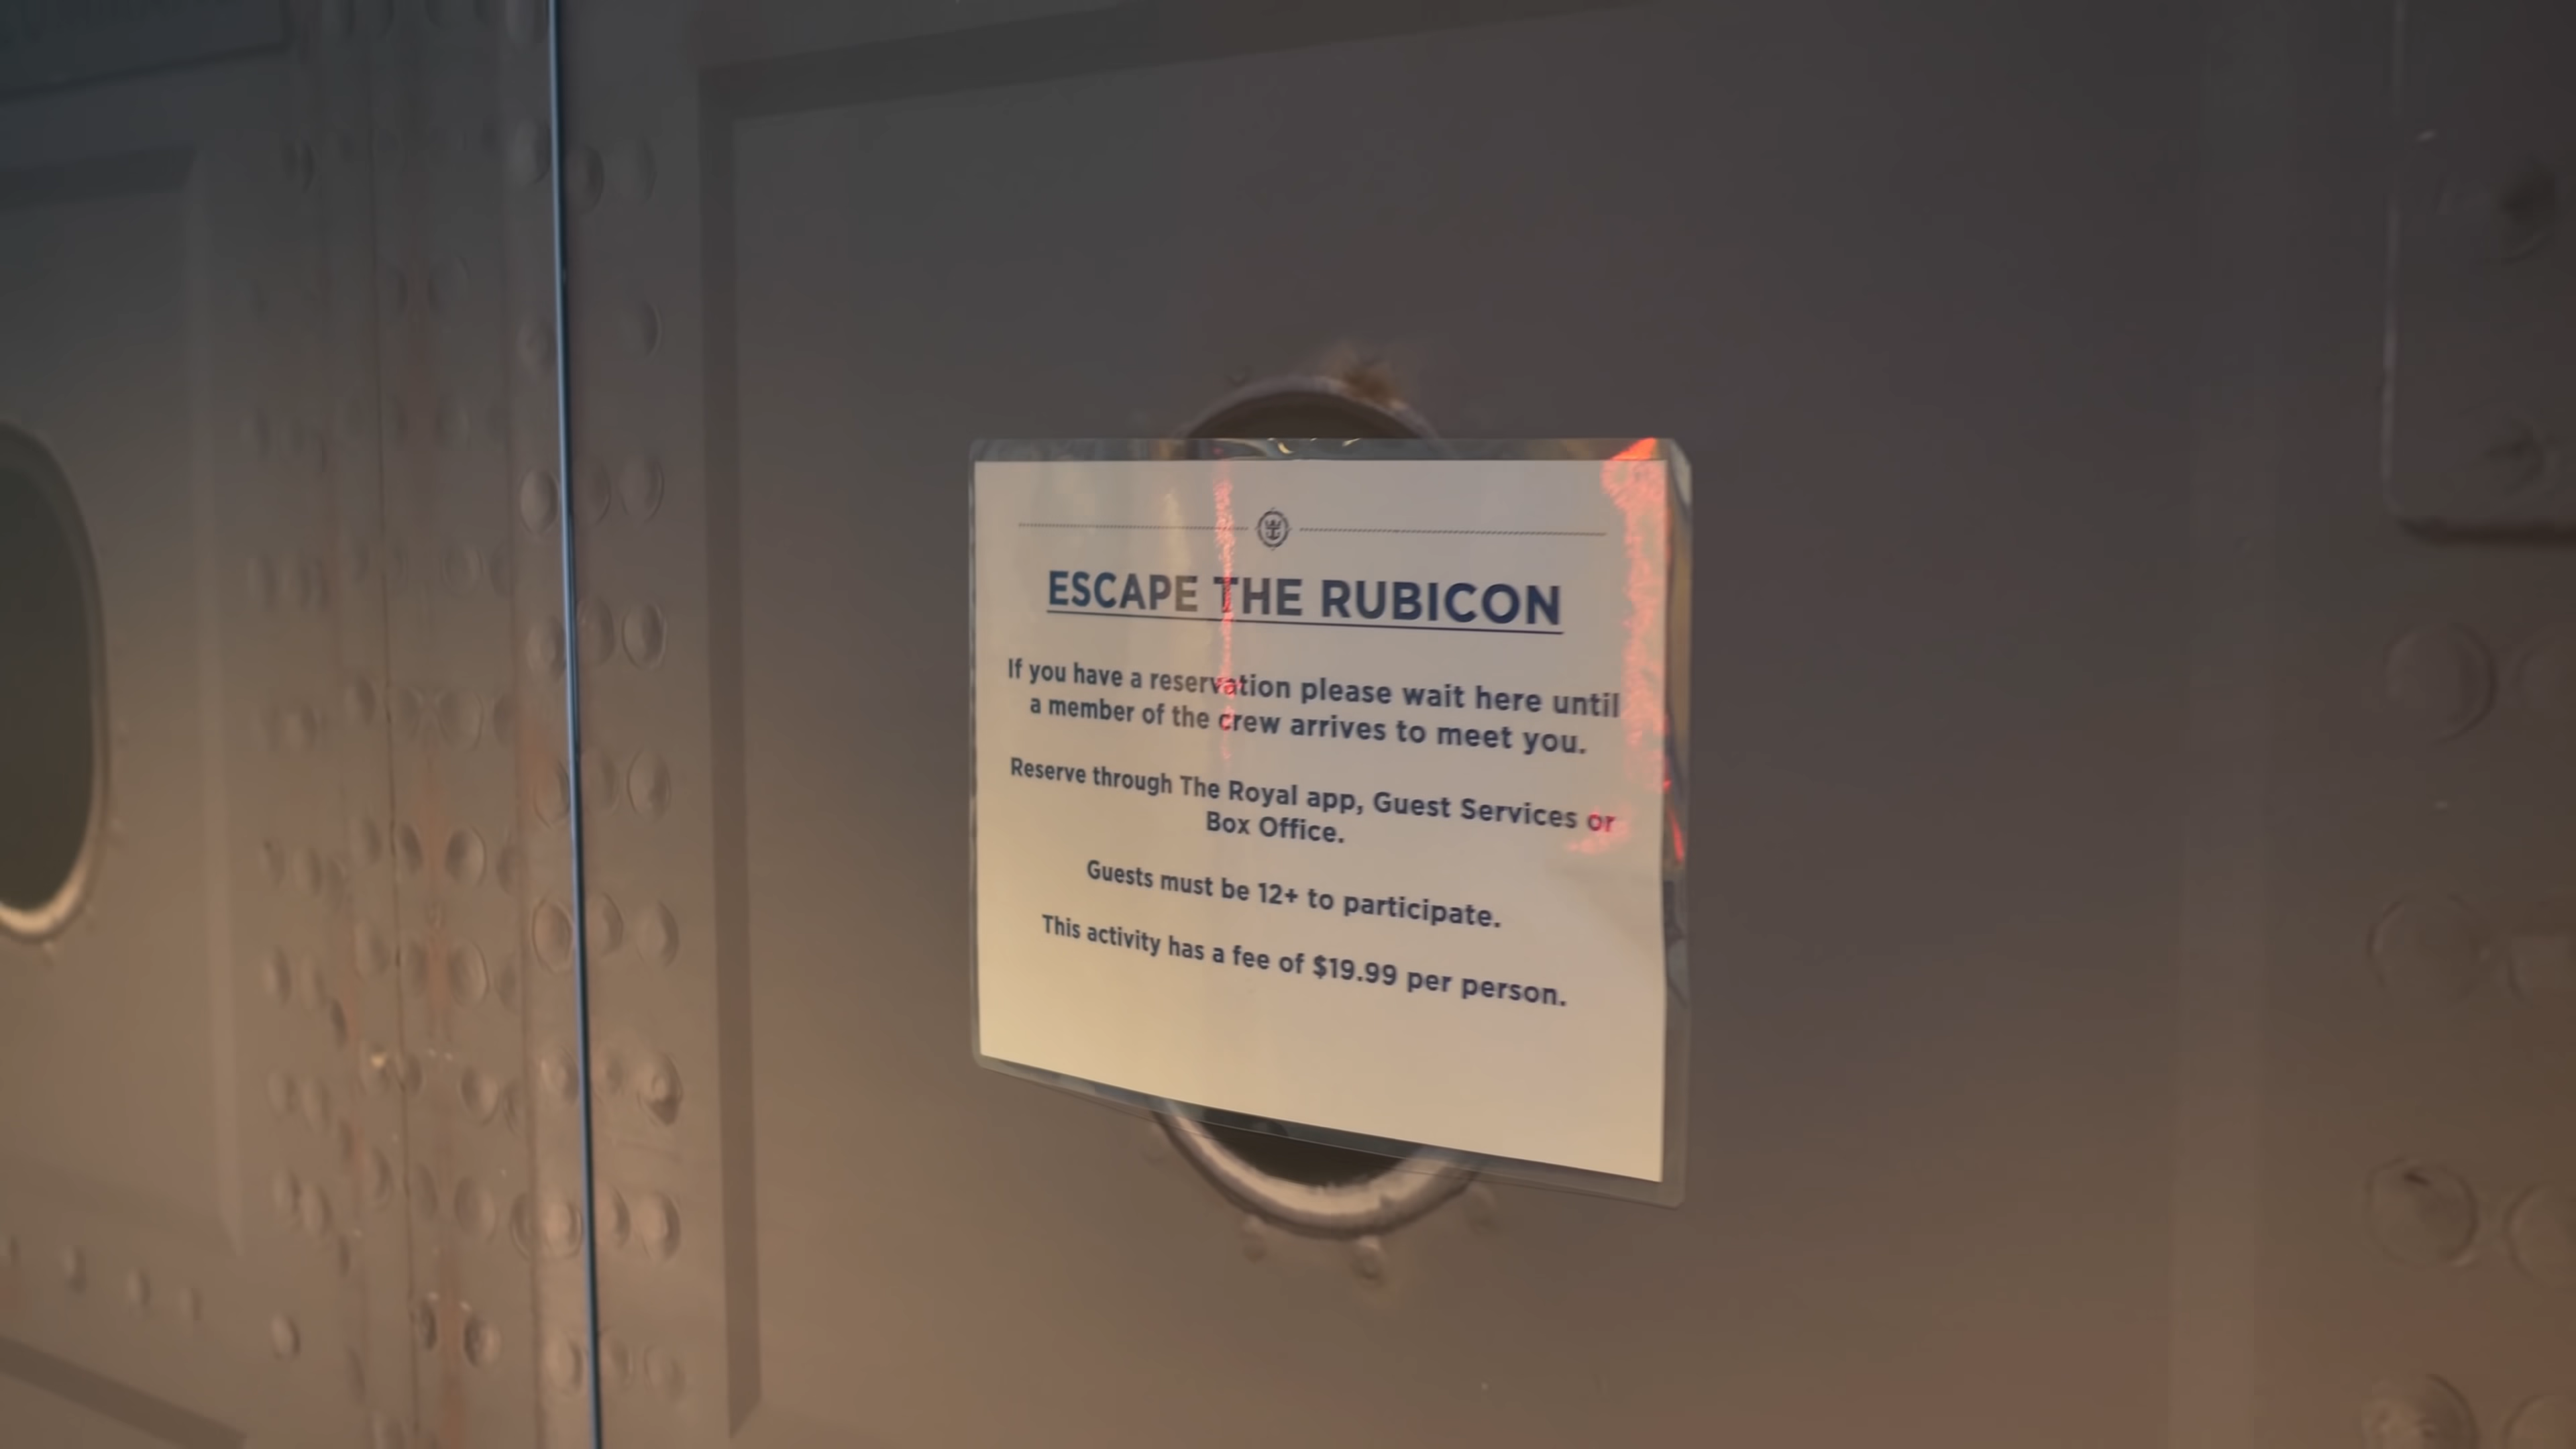 ESCAPE THE RUBICON
If you have a reservation please wait here until
a member of the crew arrives to meet you.
Reserve through The Royal app, Guest Services or
Box Office.
Guests must be 12+ to participate.
This activity has a fee of $19.99 per person.